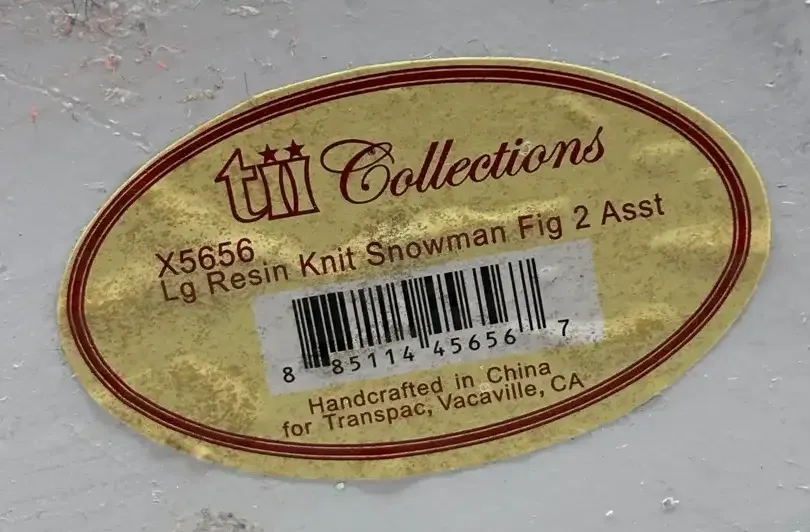 tii Collections
X5656
Lg Resin Knit Snowman Fig 2 Asst
8 85114 45656 7
Handcrafted in China
for Transpac, Vacaville, CA